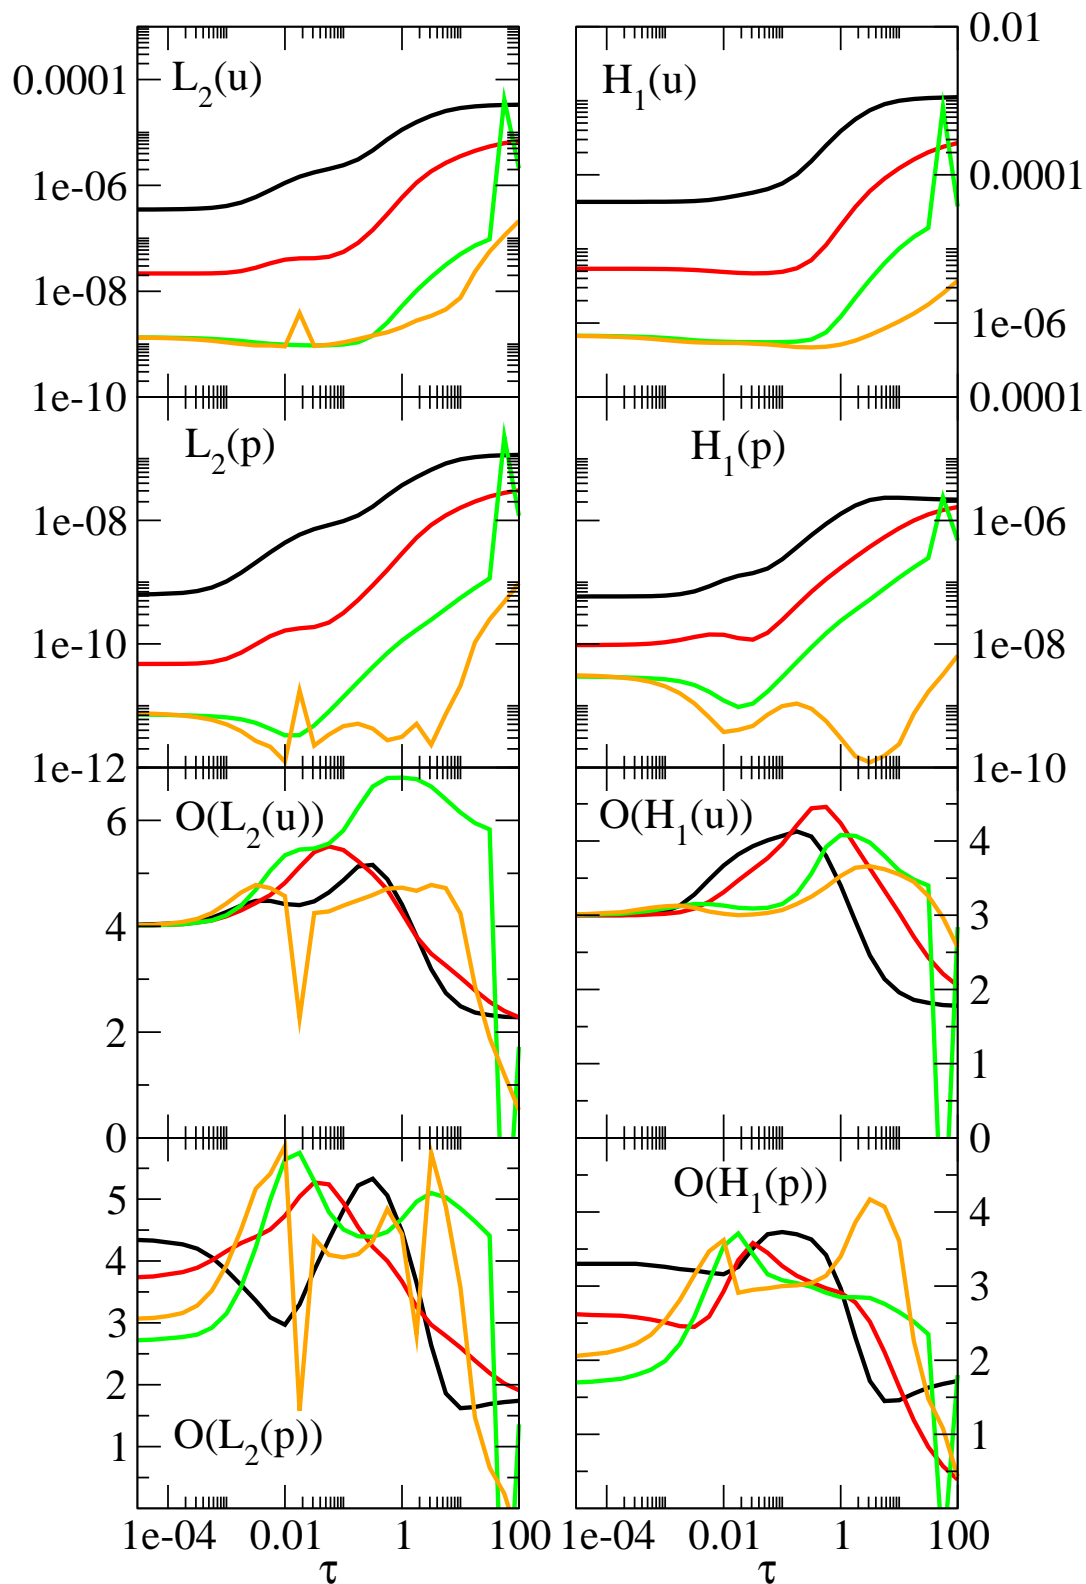 0.01
0.0001
L2(u)
H1(u)
1e-06
0.0001
1e-08
1e-06
1e-10
0.0001
L2(p)
H1(p)
1e-08
1e-06
1e-10
1e-08
1e-12
1e-10
O(L2(u))
O(H1(u))
6
4
4
3
2
2
1
0
0
O(H1(p))
5
4
4
3
3
2
2
O(L2(p))
1
1
1e-04
0.01
1
100
1e-04
0.01
1
100
τ
τ